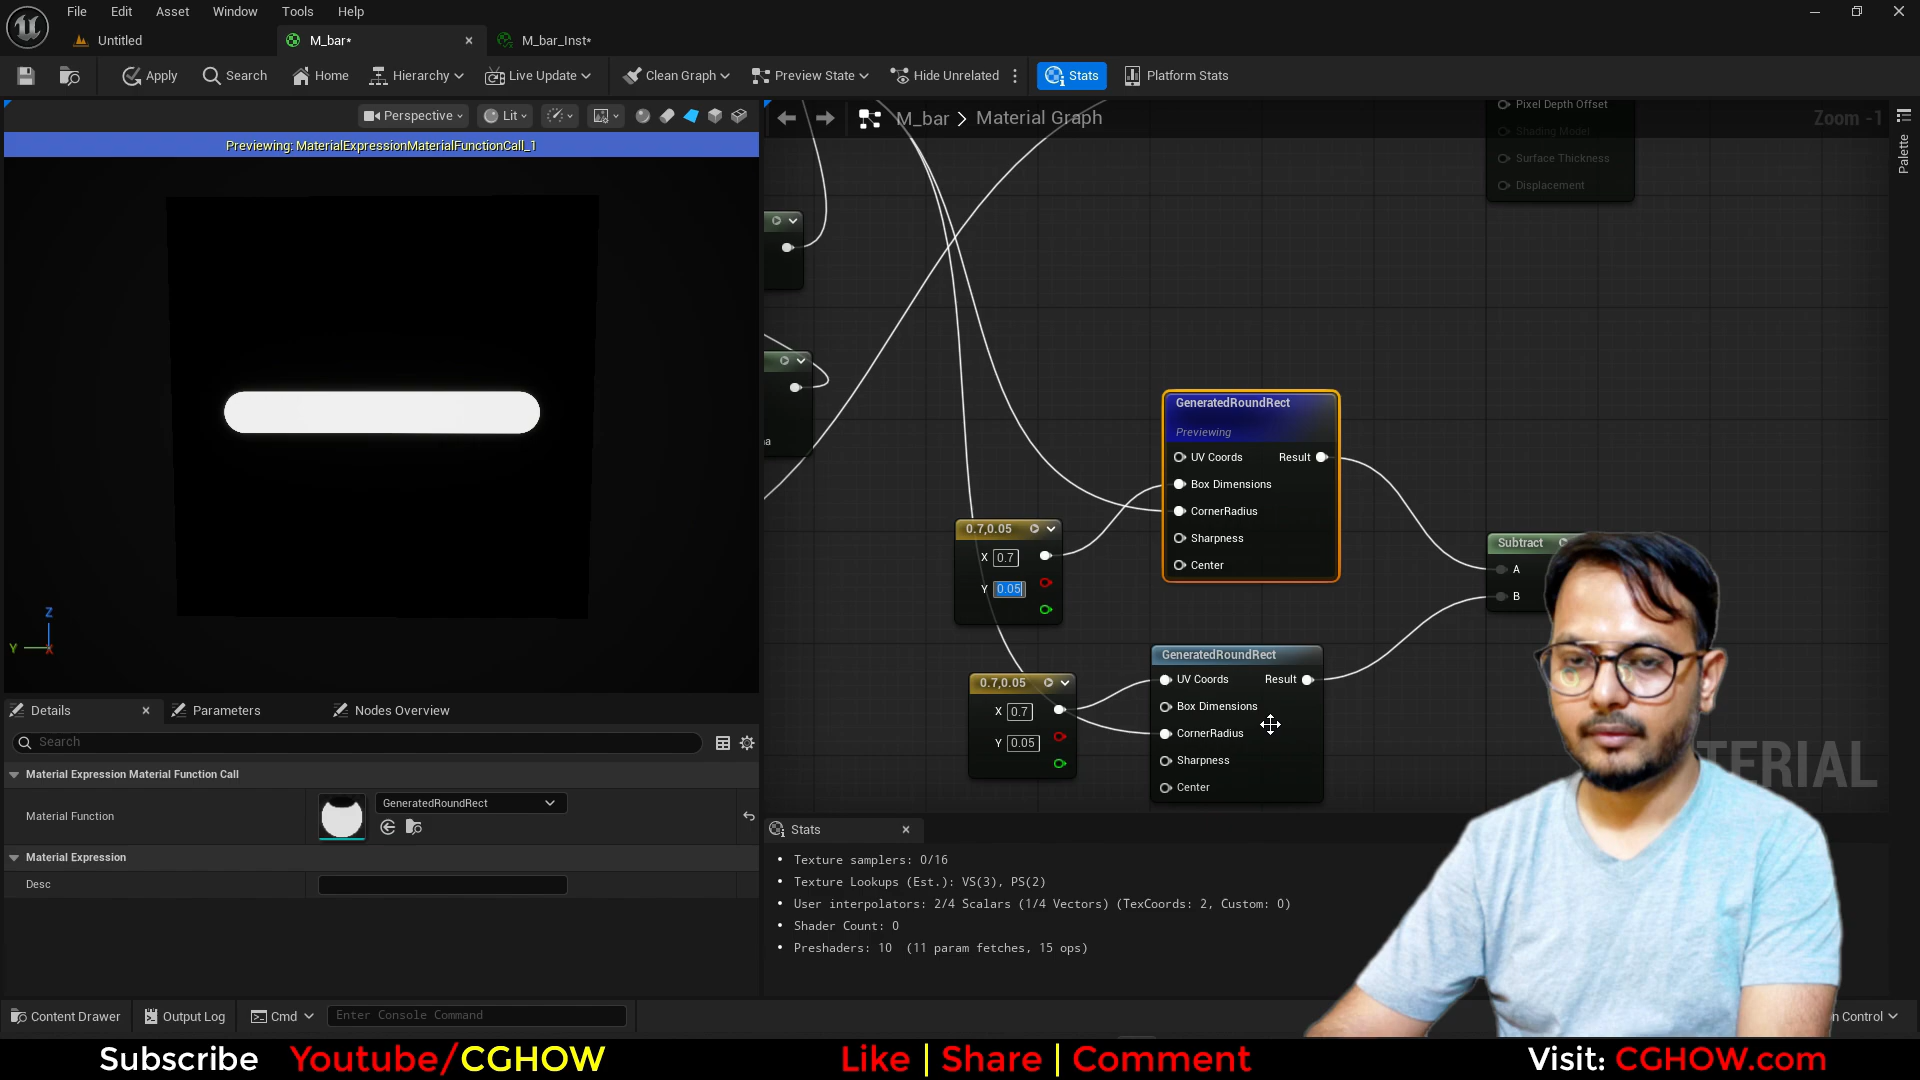 File Edit Asset Window Tools Help
Untitled M_bar* M_bar_Inst*
Apply Search Home Hierarchy Live Update Clean Graph Preview State Hide Unrelated Stats Platform Stats
Perspective Lit
Previewing: MaterialExpressionMaterialFunctionCall_1
M_bar > Material Graph
Zoom -1
Palette
Pixel Depth Offset
Shading Model
Surface Thickness
Displacement
GeneratedRoundRect
Previewing
UV Coords Result
Box Dimensions
CornerRadius
Sharpness
Center
0.7,0.05
X 0.7
Y 0.05
Subtract
A
B
GeneratedRoundRect
UV Coords Result
Box Dimensions
CornerRadius
Sharpness
Center
0.7,0.05
X 0.7
Y 0.05
Z
Y
X
Details Parameters Nodes Overview
Search
Material Expression Material Function Call
Material Function GeneratedRoundRect
Material Expression
Desc
Stats
Texture samplers: 0/16
Texture Lookups (Est.): VS(3), PS(2)
User interpolators: 2/4 Scalars (1/4 Vectors) (TexCoords: 2, Custom: 0)
Shader Count: 0
Preshaders: 10 (11 param fetches, 15 ops)
Content Drawer Output Log Cmd Enter Console Command
Control
Subscribe Youtube/CGHOW Like | Share | Comment Visit: CGHOW.com